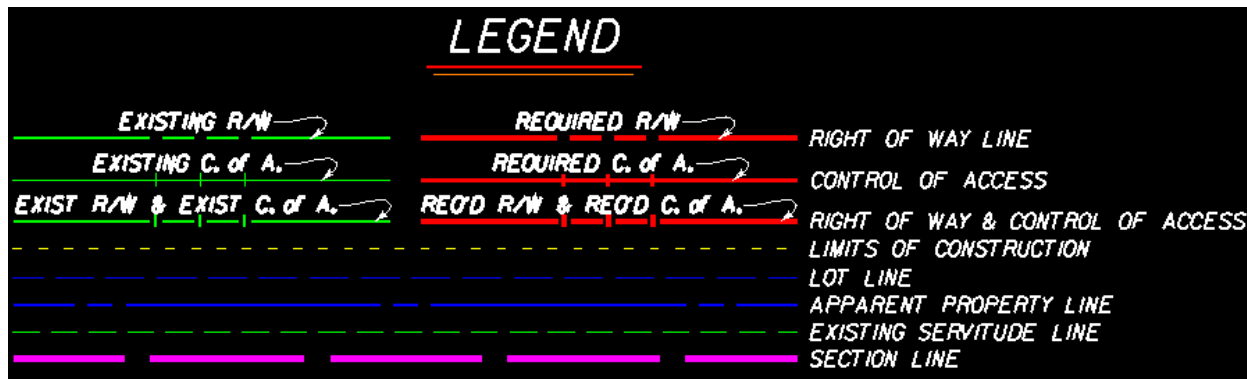 LEGEND
EXISTING R/W
REQUIRED R/W
RIGHT OF WAY LINE
EXISTING C. of A.
REQUIRED C. of A.
CONTROL OF ACCESS
EXIST R/W & EXIST C. of A.
REQ'D R/W & REQ'D C. of A.
RIGHT OF WAY & CONTROL OF ACCESS
LIMITS OF CONSTRUCTION
LOT LINE
APPARENT PROPERTY LINE
EXISTING SERVITUDE LINE
SECTION LINE